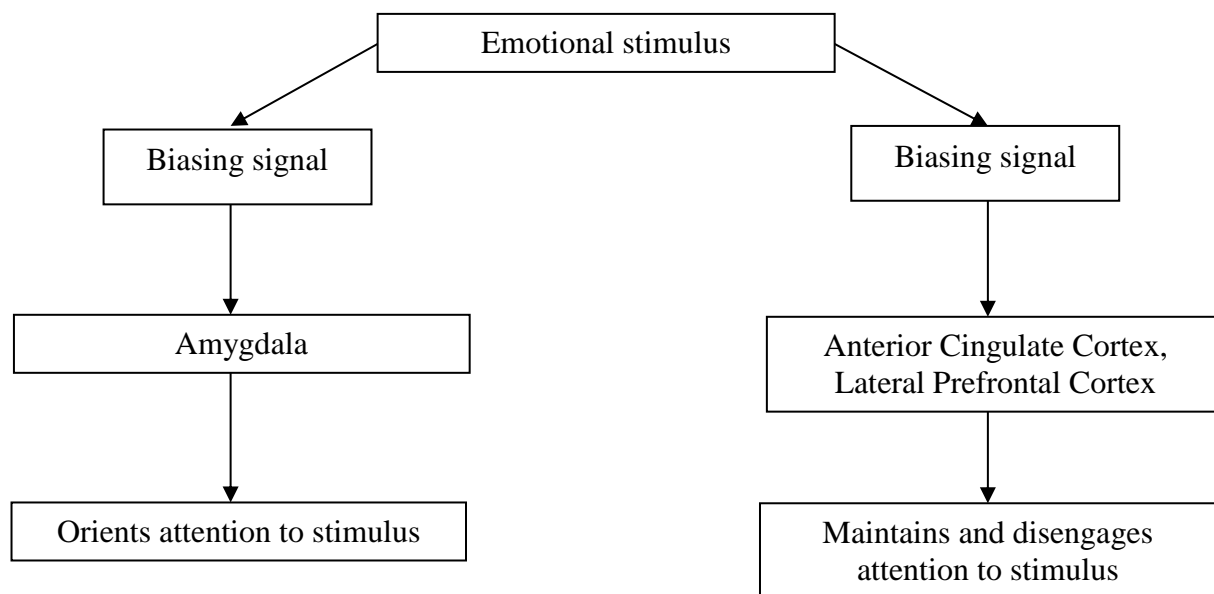 Emotional stimulus
Biasing signal
Biasing signal
Amygdala
Anterior Cingulate Cortex,
Lateral Prefrontal Cortex
Orients attention to stimulus
Maintains and disengages
attention to stimulus